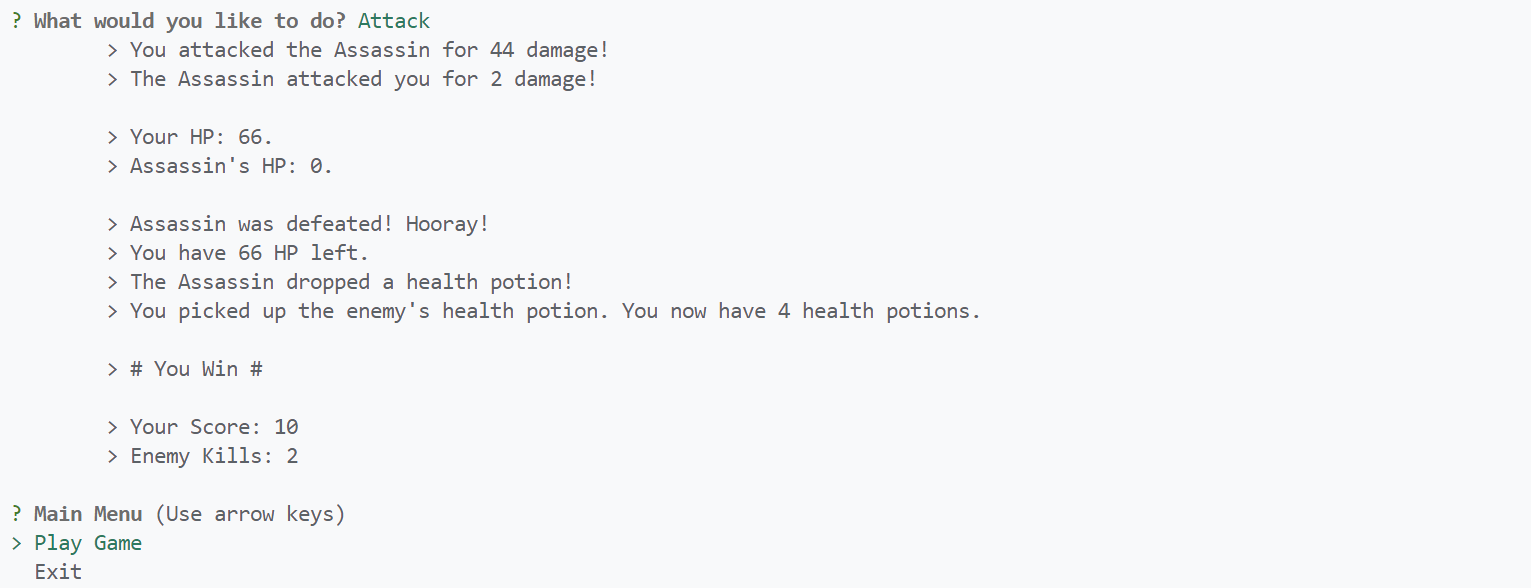 ? What would you like to do? Attack
> You attacked the Assassin for 44 damage!
> The Assassin attacked you for 2 damage!
> Your HP: 66.
> Assassin's HP: 0.
> Assassin was defeated! Hooray!
> You have 66 HP left.
> The Assassin dropped a health potion!
> You picked up the enemy's health potion. You now have 4 health potions.
> # You Win #
> Your Score: 10
> Enemy Kills: 2
? Main Menu (Use arrow keys)
> Play Game
Exit